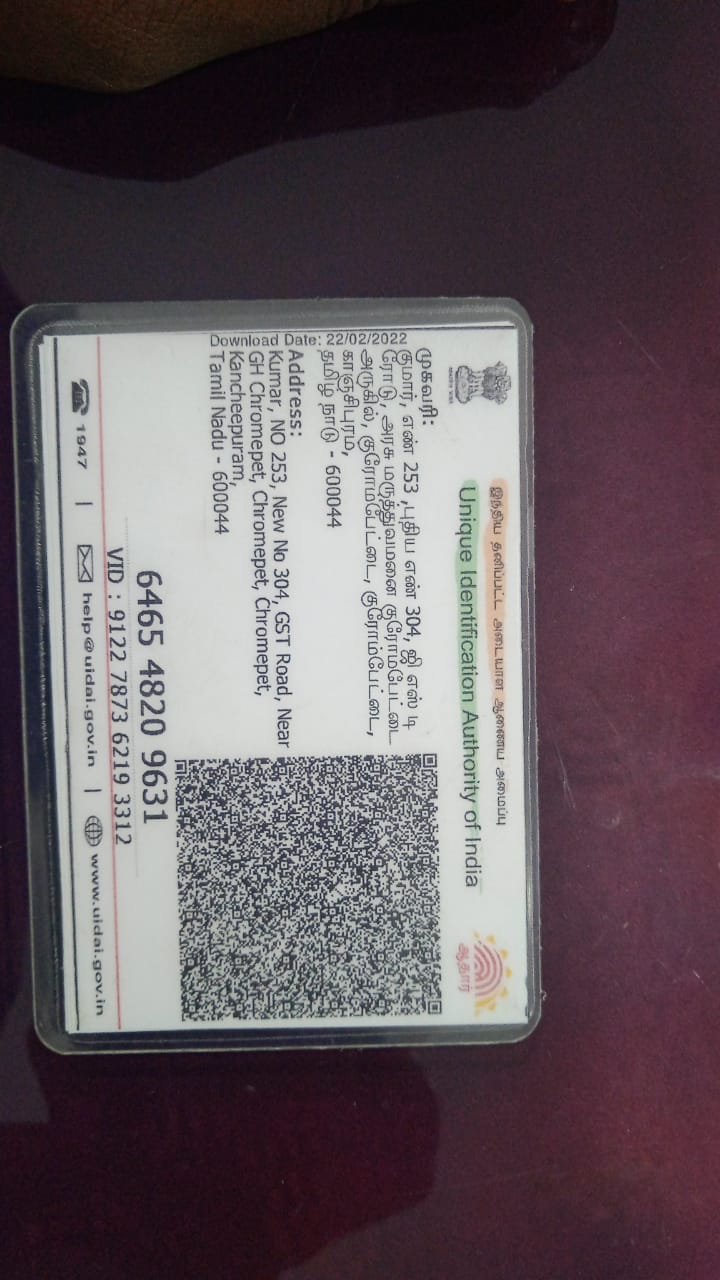 இந்திய தனிப்பட்ட அடையாள ஆணைய அமைப்பு
Unique Identification Authority of India
ஆதார்
Download Date: 22/02/2022
முகவரி:
குமார், எண் 253 ,புதிய எண் 304, ஜி எஸ் டி
ரோடு, அரசு மருத்துவமனை குரோம்பேட்டை
அருகில், குரோம்பேட்டை, குரோம்பேட்டை,
காஞ்சிபுரம்,
தமிழ் நாடு - 600044
Address:
Kumar, NO 253, New No 304, GST Road, Near
GH Chromepet, Chromepet, Chromepet,
Kancheepuram,
Tamil Nadu - 600044
6465 4820 9631
VID : 9122 7873 6219 3312
1947 | help@uidai.gov.in | www.uidai.gov.in